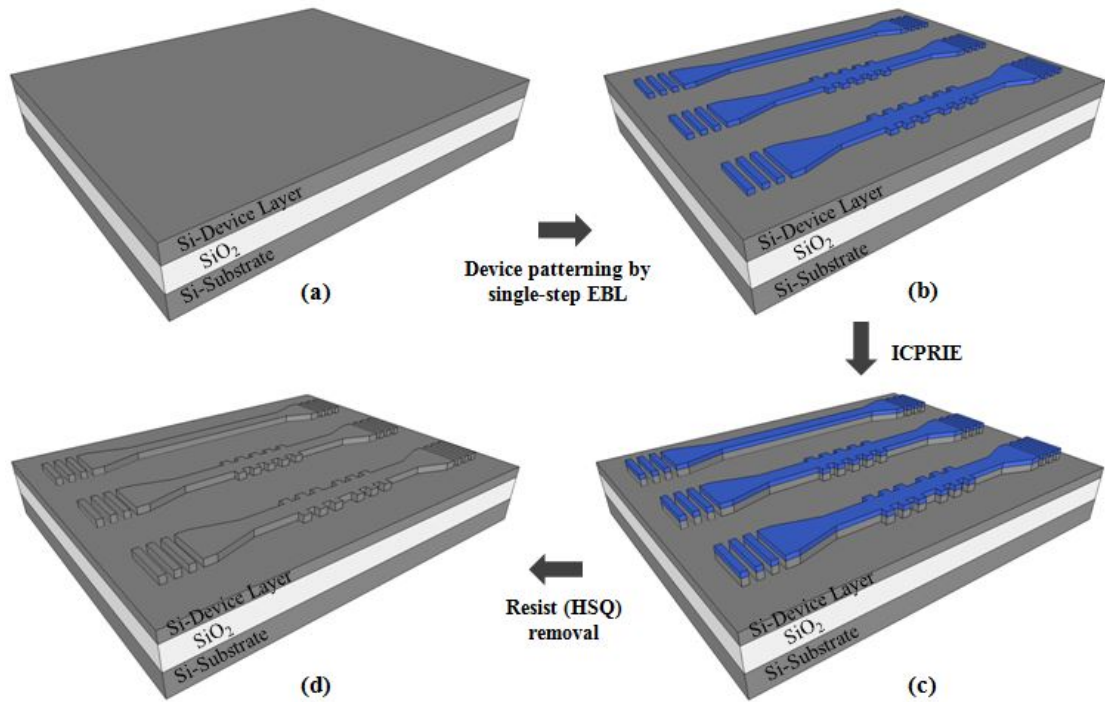 Si-Device Layer
SiO₂
Si-Substrate
(a)
Device patterning by
single-step EBL
Si-Device Layer
SiO₂
Si-Substrate
(b)
ICPRIE
Si-Device Layer
SiO₂
Si-Substrate
(c)
Resist (HSQ)
removal
Si-Device Layer
SiO₂
Si-Substrate
(d)